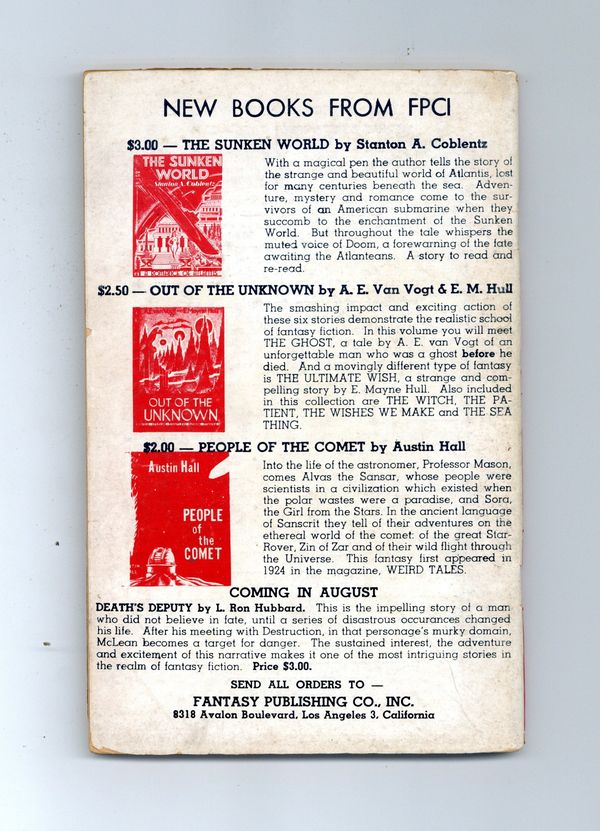 NEW BOOKS FROM FPCI
$3.00 — THE SUNKEN WORLD by Stanton A. Coblentz
THE SUNKEN
WORLD
Stanton A. Coblentz
A ROMANCE OF ATLANTIS
With a magical pen the author tells the story of
the strange and beautiful world of Atlantis, lost
for many centuries beneath the sea. Adven-
ture, mystery and romance come to the sur-
vivors of an American submarine when they
succomb to the enchantment of the Sunken
World. But throughout the tale whispers the
muted voice of Doom, a forewarning of the fate
awaiting the Atlanteans. A story to read and
re-read.
$2.50 — OUT OF THE UNKNOWN by A. E. Van Vogt & E. M. Hull
A.E. van Vogt and E. Mayne Hull
OUT OF THE
UNKNOWN
The smashing impact and exciting action of
these six stories demonstrate the realistic school
of fantasy fiction. In this volume you will meet
THE GHOST, a tale by A. E. van Vogt of an
unforgettable man who was a ghost before he
died. And a movingly different type of fantasy
is THE ULTIMATE WISH, a strange and com-
pelling story by E. Mayne Hull. Also included
in this collection are THE WITCH, THE PA-
TIENT, THE WISHES WE MAKE and THE SEA
THING.
$2.00 — PEOPLE OF THE COMET by Austin Hall
Austin Hall
PEOPLE
of
the
COMET
Into the life of the astronomer, Professor Mason,
comes Alvas the Sansar, whose people were
scientists in a civilization which existed when
the polar wastes were a paradise, and Sora,
the Girl from the Stars. In the ancient language
of Sanscrit they tell of their adventures on the
ethereal world of the comet: of the great Star-
Rover, Zin of Zar and of their wild flight through
the Universe. This fantasy first appeared in
1924 in the magazine, WEIRD TALES.
COMING IN AUGUST
DEATH'S DEPUTY by L. Ron Hubbard. This is the impelling story of a man
who did not believe in fate, until a series of disastrous occurances changed
his life. After his meeting with Destruction, in that personage's murky domain,
McLean becomes a target for danger. The sustained interest, the adventure
and excitement of this narrative makes it one of the most intriguing stories in
the realm of fantasy fiction. Price $3.00.
SEND ALL ORDERS TO —
FANTASY PUBLISHING CO., INC.
8318 Avalon Boulevard, Los Angeles 3, California